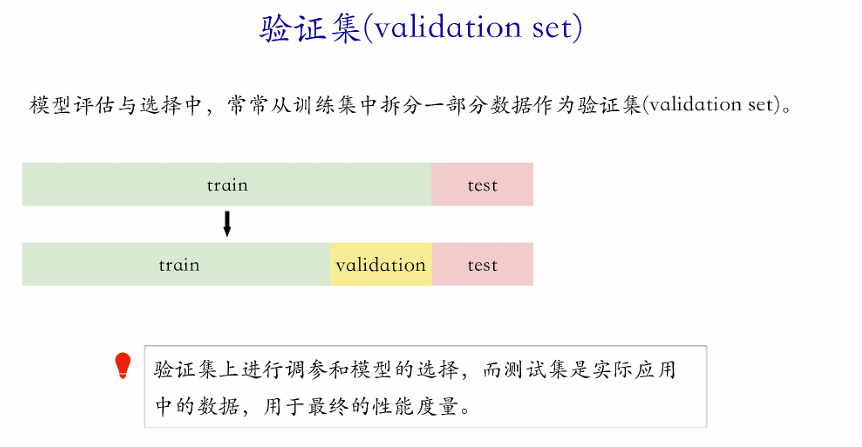 验证集(validation set)
模型评估与选择中，常常从训练集中拆分一部分数据作为验证集(validation set)。
train test
train validation test
验证集上进行调参和模型的选择，而测试集是实际应用
中的数据，用于最终的性能度量。